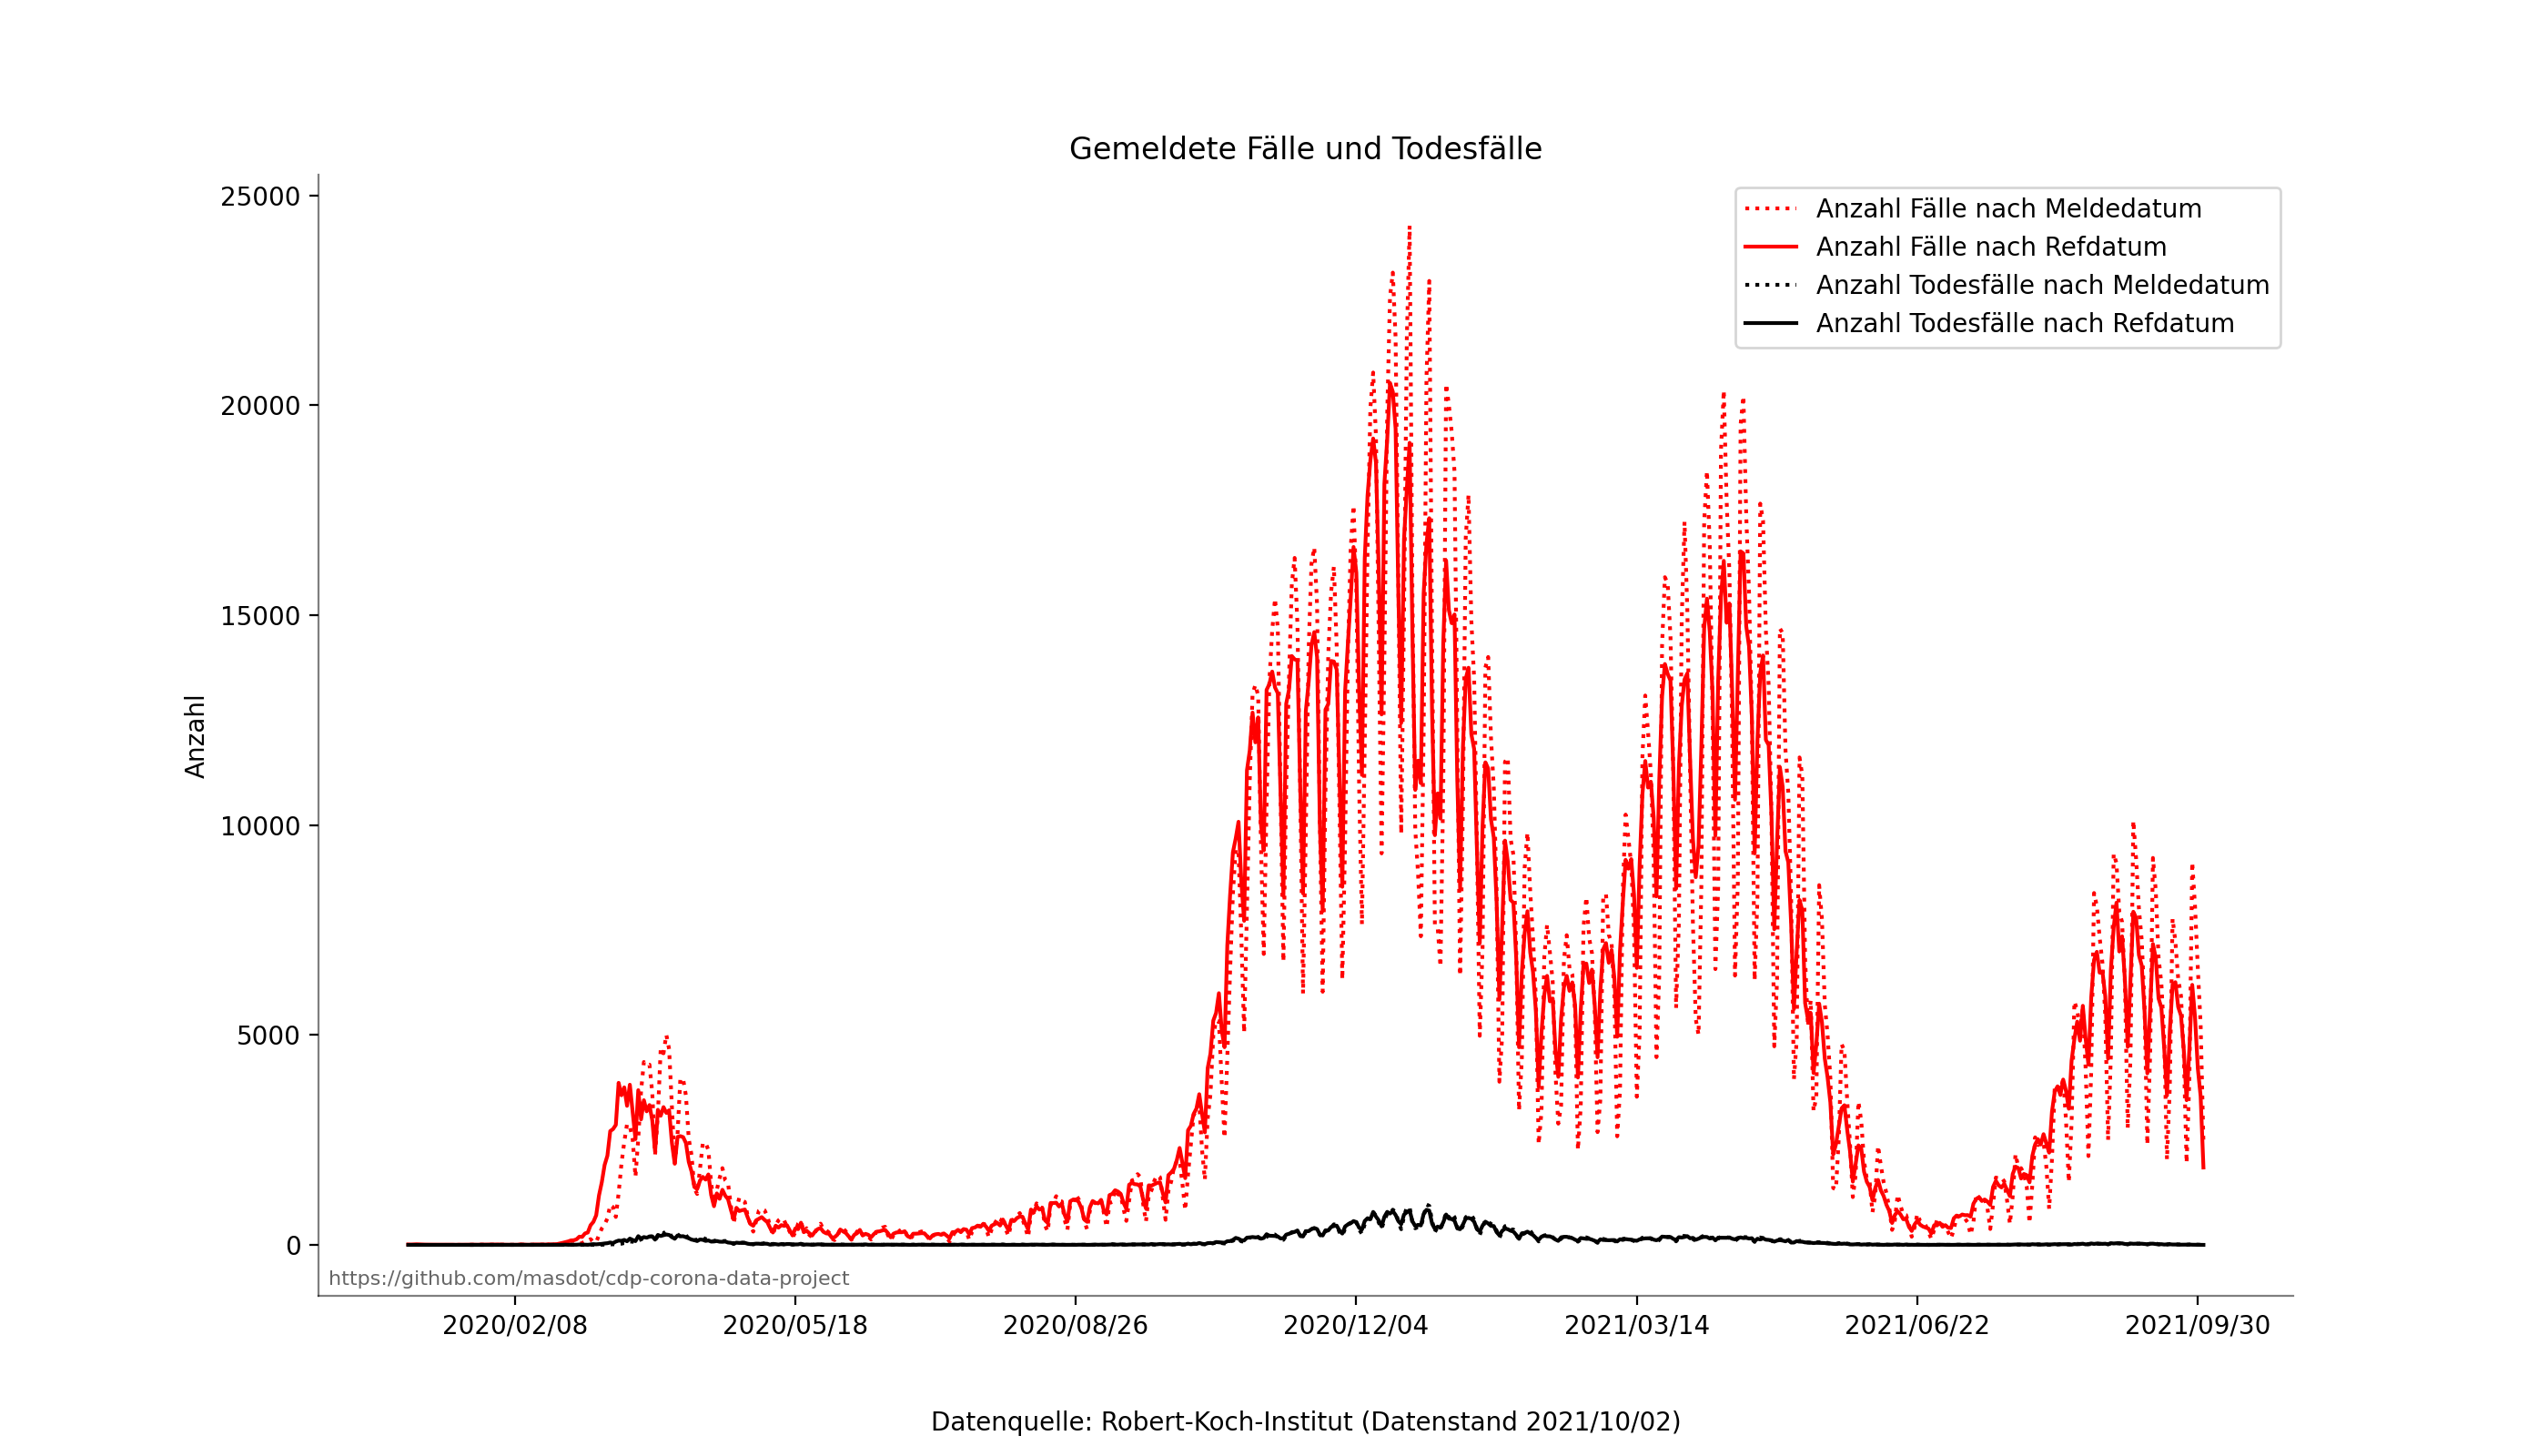 Gemeldete Fälle und Todesfälle
25000
20000
15000
10000
5000
0
Anzahl
Anzahl Fälle nach Meldedatum
Anzahl Fälle nach Refdatum
Anzahl Todesfälle nach Meldedatum
Anzahl Todesfälle nach Refdatum
https://github.com/masdot/cdp-corona-data-project
2020/02/08 2020/05/18 2020/08/26 2020/12/04 2021/03/14 2021/06/22 2021/09/30
Datenquelle: Robert-Koch-Institut (Datenstand 2021/10/02)